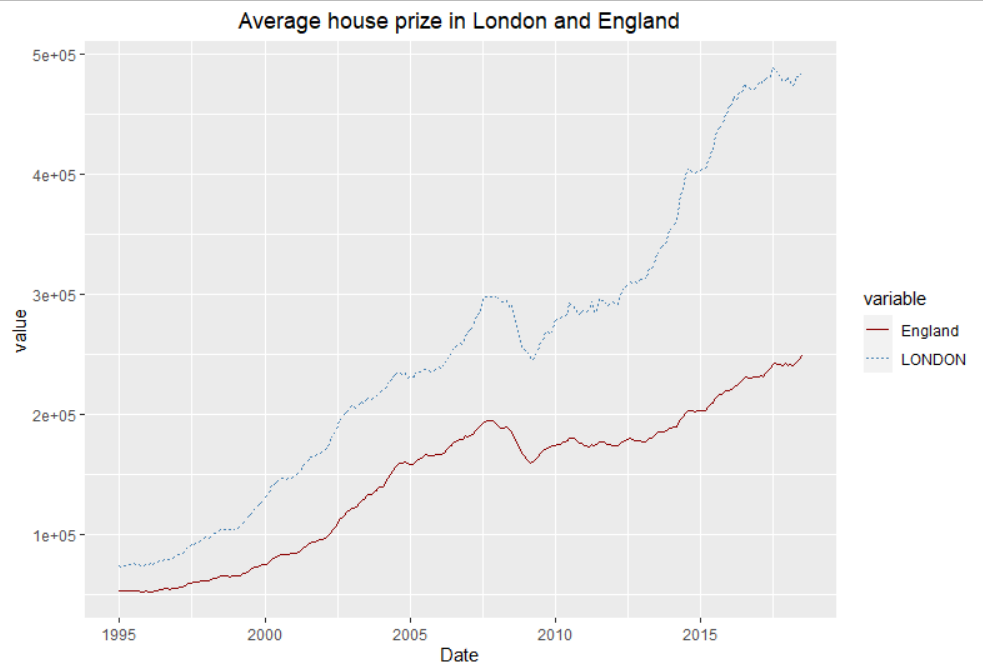 Average house prize in London and England
5e+05
4e+05
3e+05
2e+05
1e+05
value
1995 2000 2005 2010 2015
Date
variable
England
LONDON